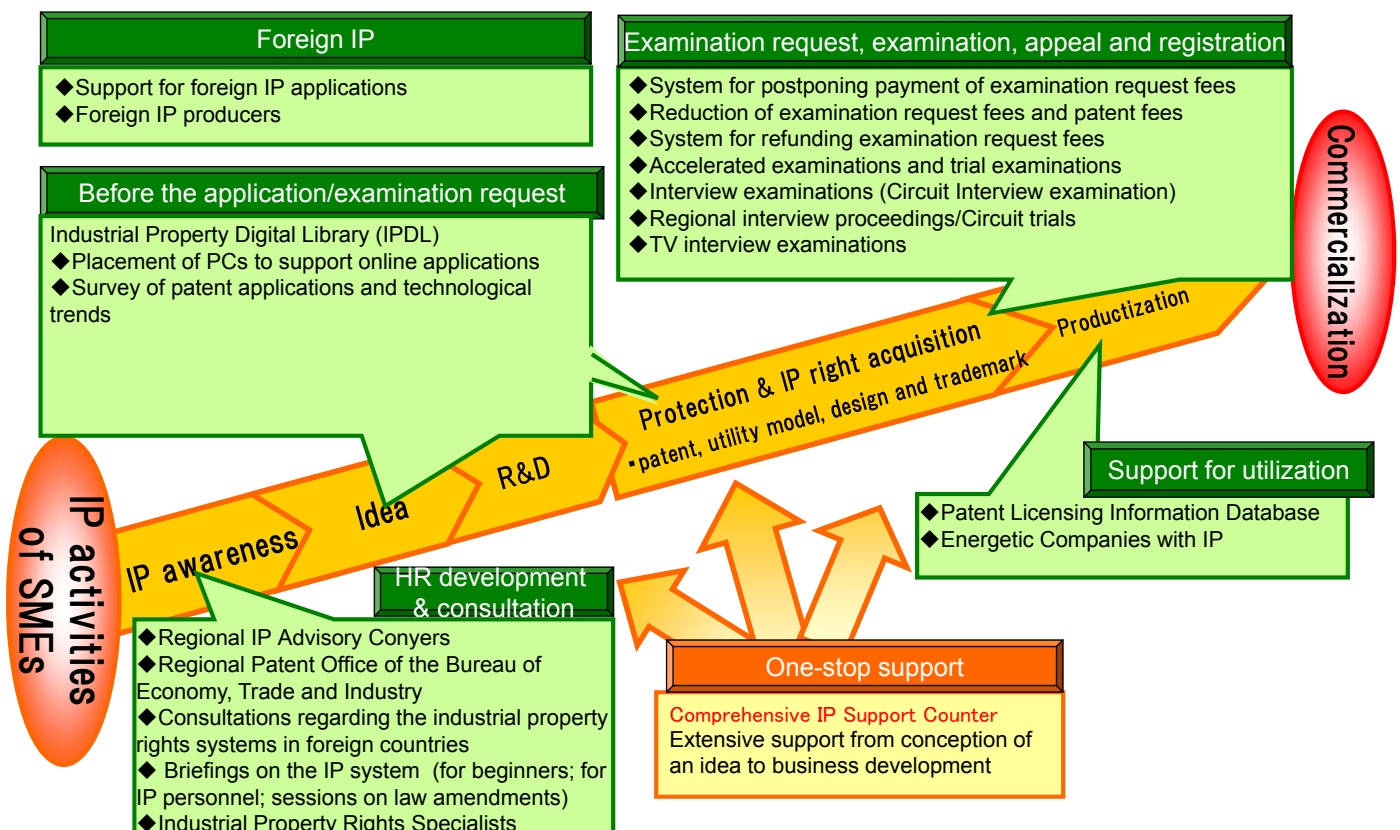 Foreign IP
◆Support for foreign IP applications
◆Foreign IP producers
Examination request, examination, appeal and registration
◆System for postponing payment of examination request fees
◆Reduction of examination request fees and patent fees
◆System for refunding examination request fees
◆Accelerated examinations and trial examinations
◆Interview examinations (Circuit Interview examination)
◆Regional interview proceedings/Circuit trials
◆TV interview examinations
Before the application/examination request
Industrial Property Digital Library (IPDL)
◆Placement of PCs to support online applications
◆Survey of patent applications and technological
trends
Commercialization
Productization
Protection & IP right acquisition
・patent, utility model, design and trademark
R&D
Idea
IP awareness
IP activities
of SMEs
Support for utilization
◆Patent Licensing Information Database
◆Energetic Companies with IP
HR development
& consultation
◆Regional IP Advisory Conyers
◆Regional Patent Office of the Bureau of
Economy, Trade and Industry
◆Consultations regarding the industrial property
rights systems in foreign countries
◆ Briefings on the IP system (for beginners; for
IP personnel; sessions on law amendments)
◆Industrial Property Rights Specialists
One-stop support
Comprehensive IP Support Counter
Extensive support from conception of
an idea to business development